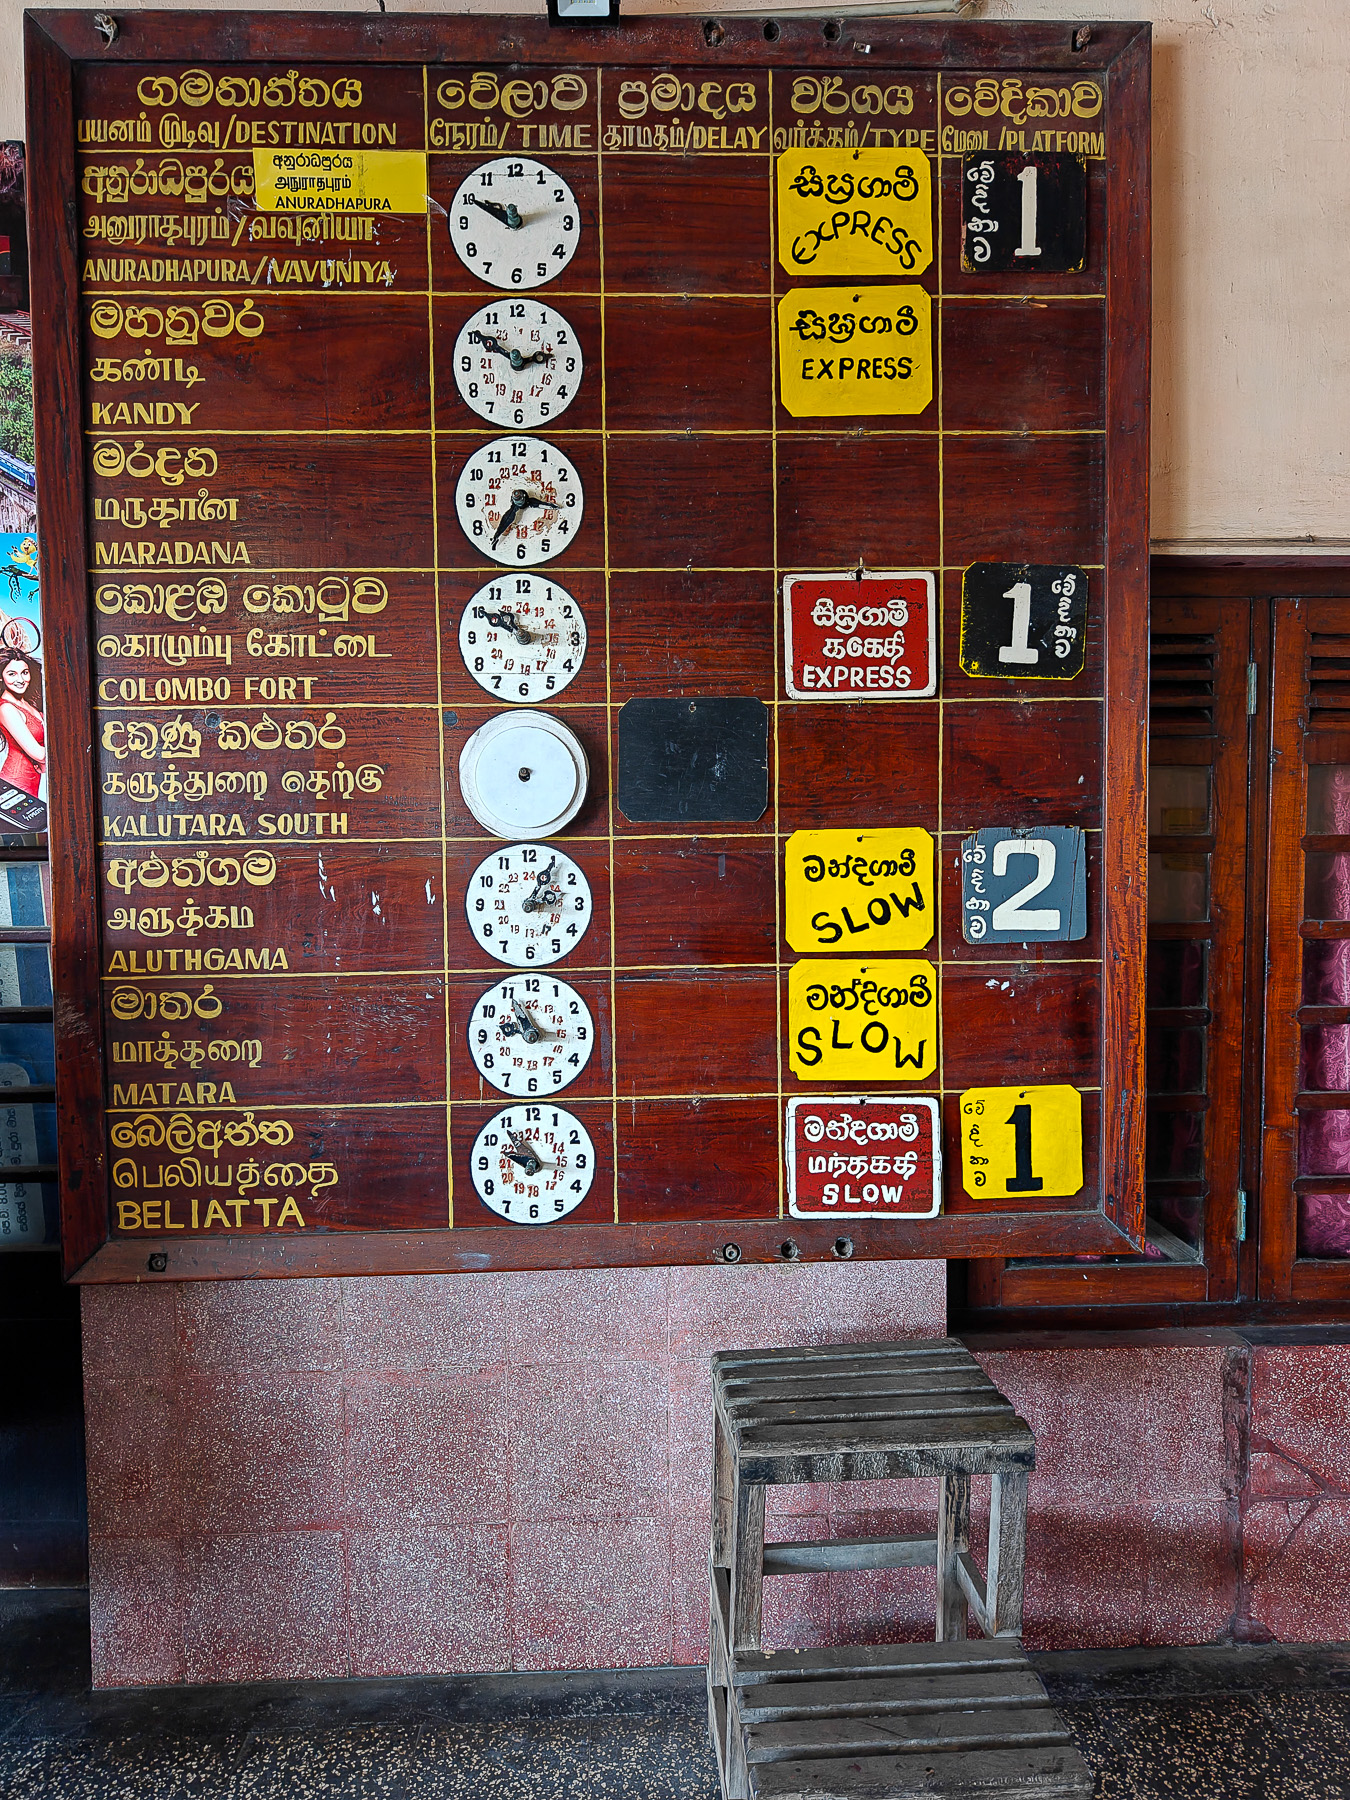 ගමනාන්තය
பயனம் முடிவு/DESTINATION
වේලාව
நேரம்/TIME
ප්‍රමාදය
தாமதம்/DELAY
වර්ගය
வர்க்கம்/TYPE
වේදිකාව
மேடை/PLATFORM
අනුරාධපුරය
අනුරාධපුරය
அநுராதபுரம்
ANURADHAPURA
அனுராதபுரம்/வவுனியா
ANURADHAPURA/VAVUNIYA
සීඝ්‍රගාමී
EXPRESS
වේදිකාව
1
මහනුවර
கண்டி
KANDY
සීඝ්‍රගාමී
EXPRESS
මරදාන
மருதானை
MARADANA
කොළඹ කොටුව
கொழும்பு கோட்டை
COLOMBO FORT
සීඝ්‍රගාමී
கடுகதி
EXPRESS
1
වේදිකාව
දකුණු කළුතර
களுத்துறை தெற்கு
KALUTARA SOUTH
අළුත්ගම
அளுத்கம
ALUTHGAMA
මන්දගාමී
SLOW
වේදිකාව
2
මාතර
மாத்தறை
MATARA
මන්දගාමී
SLOW
බෙලිඅත්ත
பெலியத்தை
BELIATTA
මන්දගාමී
மந்தகதி
SLOW
වේදිකාව
1